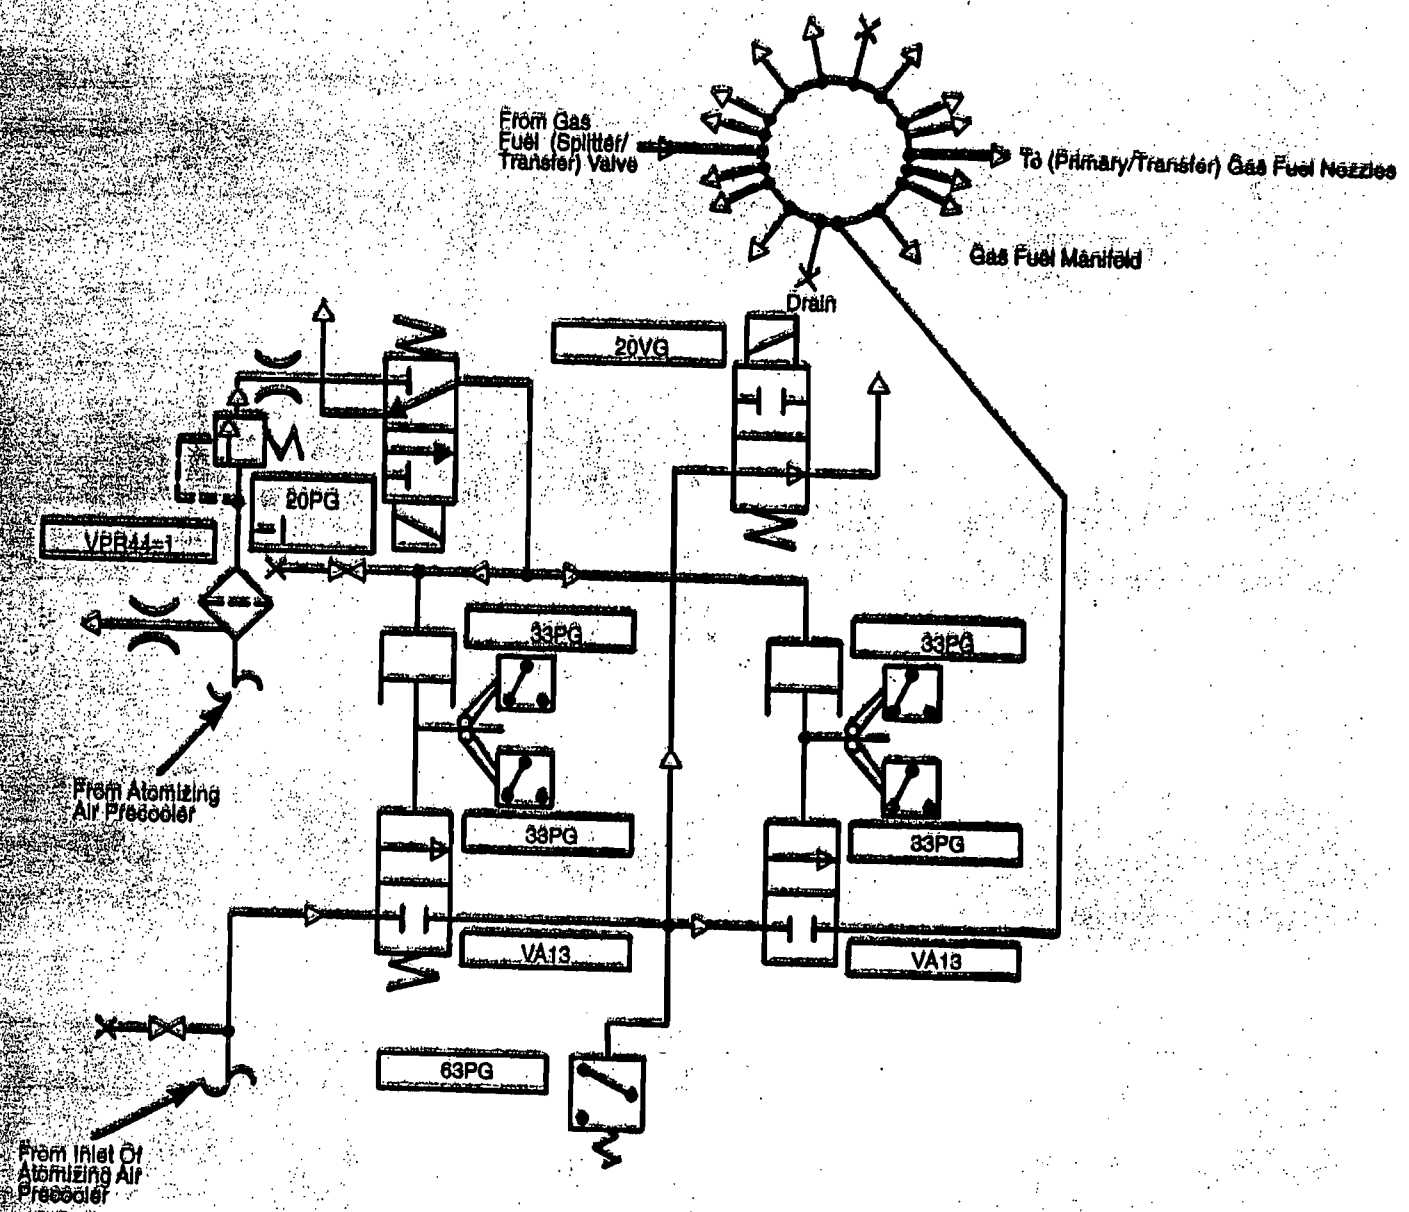 From Gas
Fuel (Splitter/
Transfer) Valve
To (Primary/Transfer) Gas Fuel Nozzles
Gas Fuel Manifold
Drain
20VG
20PG
VPR44-1
33PG
33PG
From Atomizing
Air Precooler
33PG
33PG
VA13
VA13
63PG
From Inlet Of
Atomizing Air
Precooler